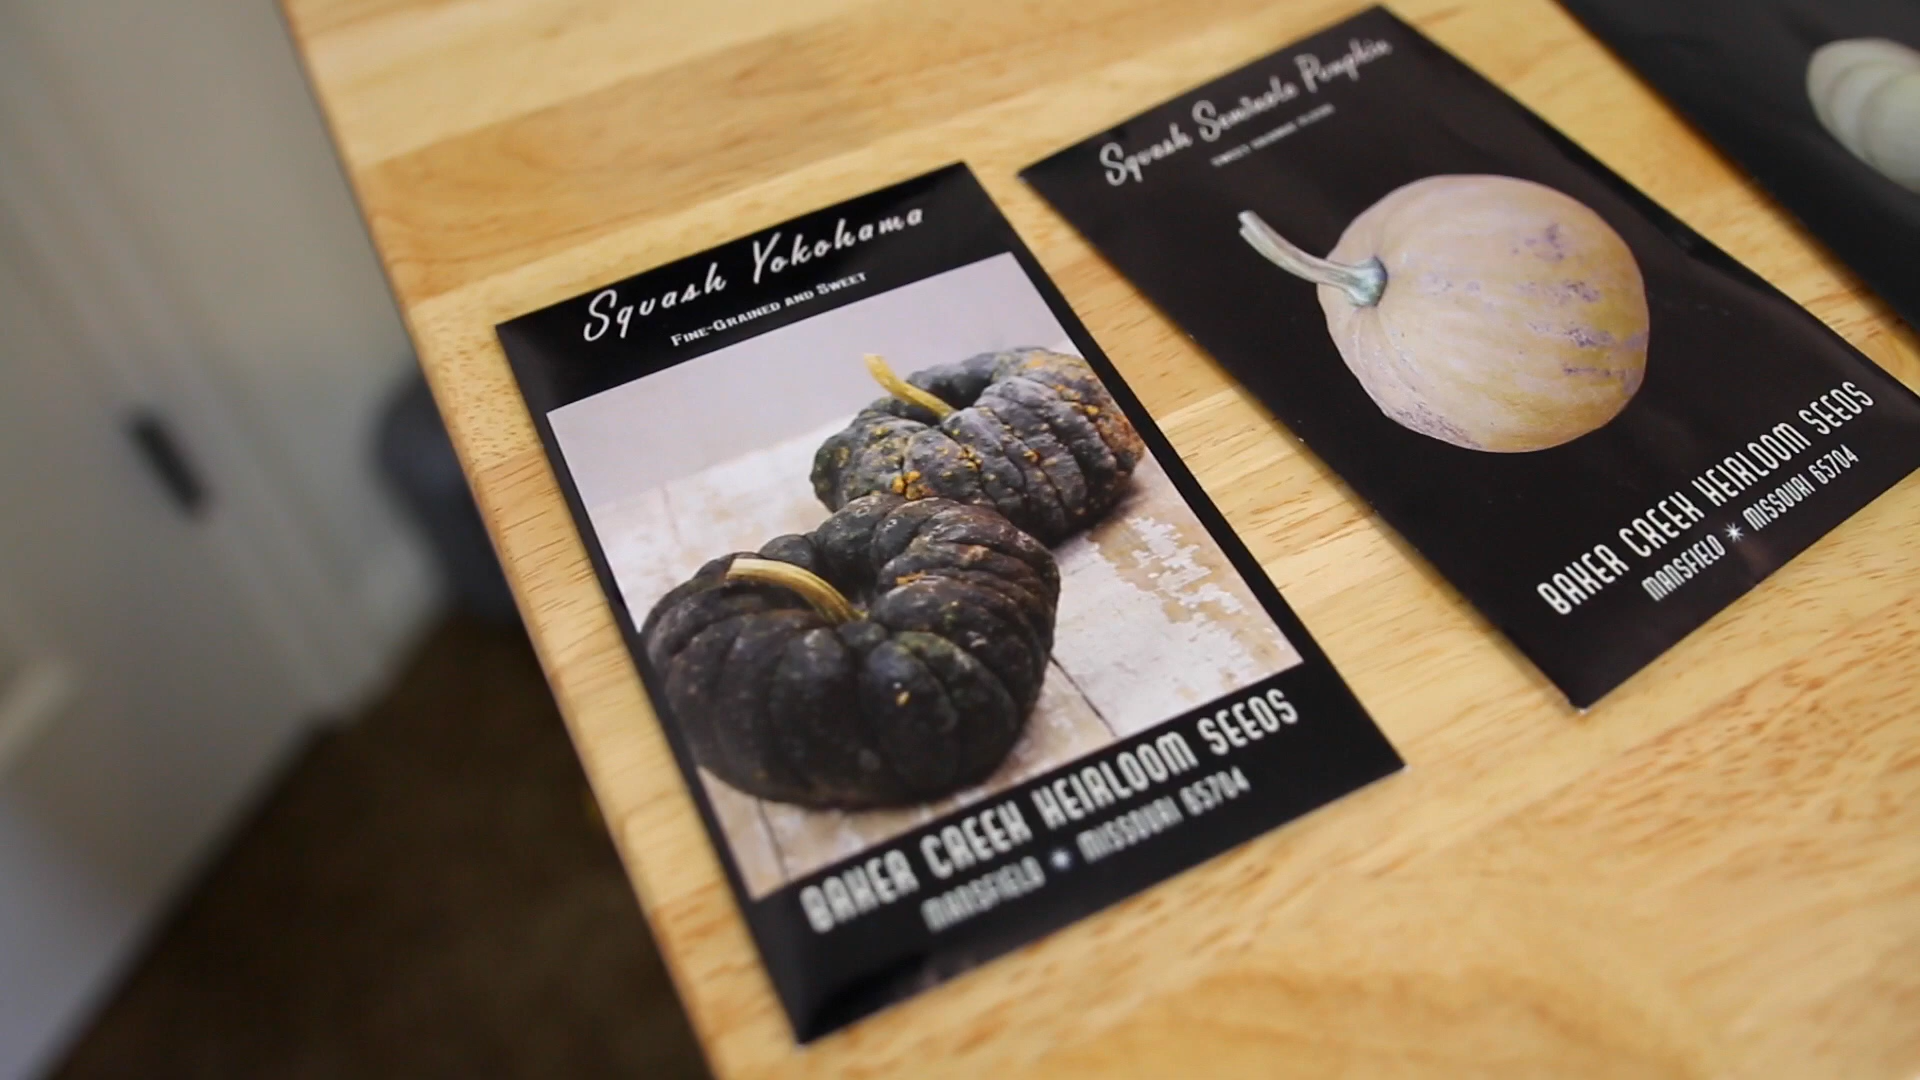 Squash Yokohama
Fine-Grained and Sweet
BAKER CREEK HEIRLOOM SEEDS
MANSFIELD * MISSOURI 65704
Squash Seminole Pumpkin
BAKER CREEK HEIRLOOM SEEDS
MANSFIELD * MISSOURI 65704